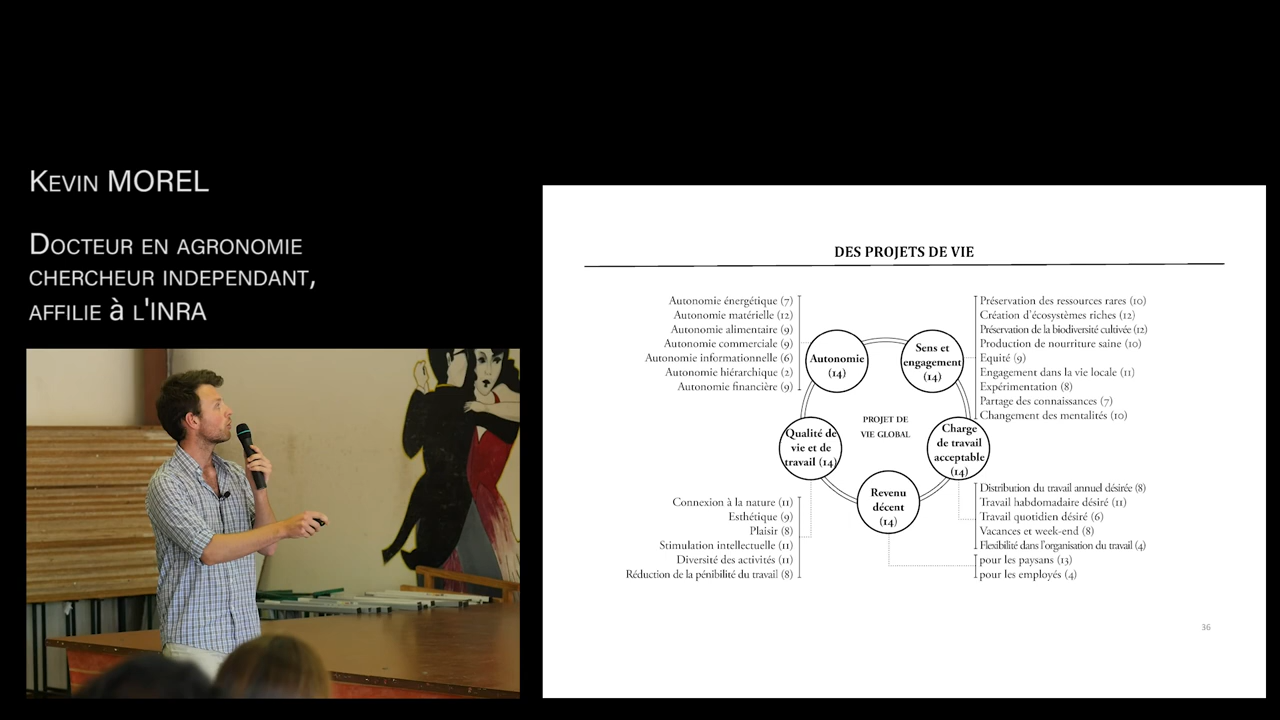 Kevin MOREL
Docteur en agronomie
chercheur independant,
affilie à l'INRA
DES PROJETS DE VIE
Autonomie énergétique (7)
Autonomie matérielle (12)
Autonomie alimentaire (9)
Autonomie commerciale (9)
Autonomie informationnelle (6)
Autonomie hiérarchique (2)
Autonomie financière (9)
Autonomie
(14)
Sens et
engagement
(14)
Préservation des ressources rares (10)
Création d'écosystèmes riches (12)
Préservation de la biodiversité cultivée (12)
Production de nourriture saine (10)
Equité (9)
Engagement dans la vie locale (11)
Expérimentation (8)
Partage des connaissances (7)
Changement des mentalités (10)
PROJET DE
VIE GLOBAL
Qualité de
vie et de
travail (14)
Charge
de travail
acceptable
(14)
Revenu
décent
(14)
Connexion à la nature (11)
Esthétique (9)
Plaisir (8)
Stimulation intellectuelle (11)
Diversité des activités (11)
Réduction de la pénibilité du travail (8)
Distribution du travail annuel désirée (8)
Travail habdomadaire désiré (11)
Travail quotidien désiré (6)
Vacances et week-end (8)
Flexibilité dans l'organisation du travail (4)
pour les paysans (13)
pour les employés (4)
36